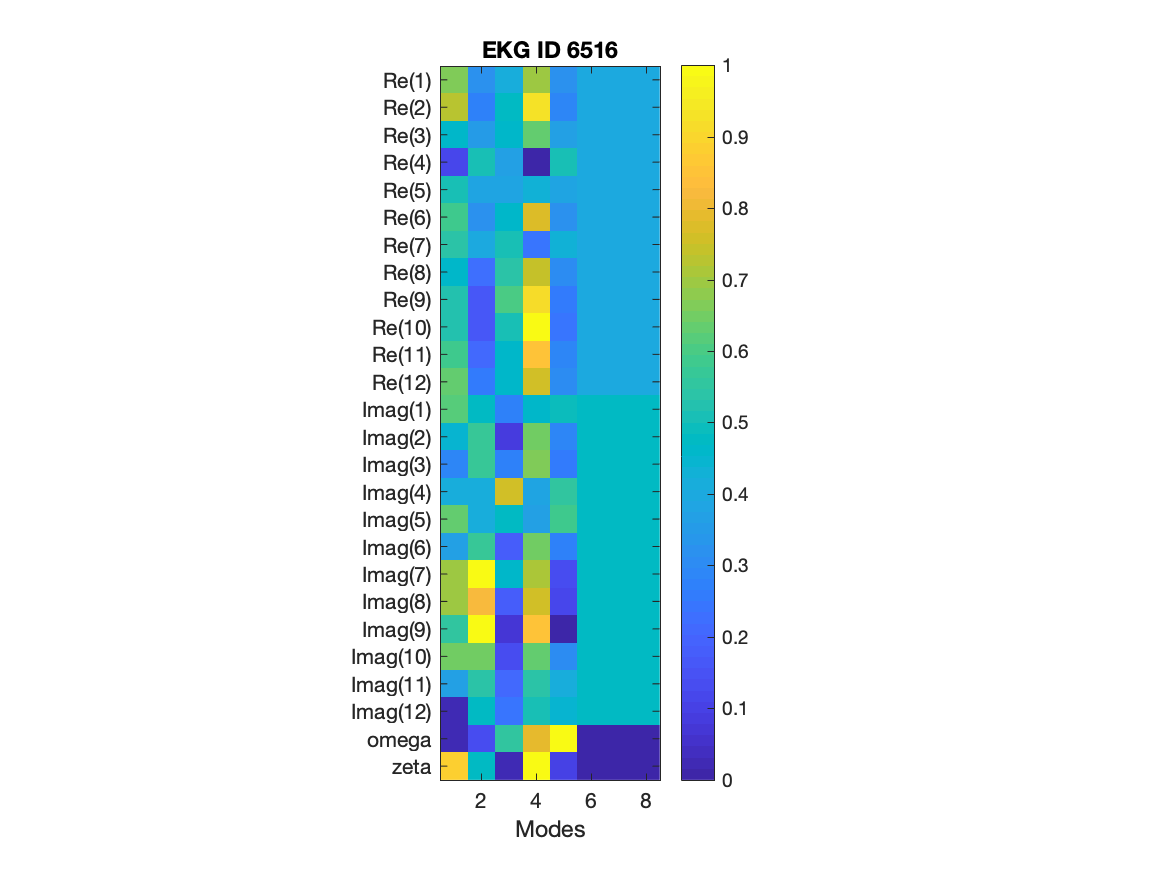 EKG ID 6516
Re(1)
Re(2)
Re(3)
Re(4)
Re(5)
Re(6)
Re(7)
Re(8)
Re(9)
Re(10)
Re(11)
Re(12)
Imag(1)
Imag(2)
Imag(3)
Imag(4)
Imag(5)
Imag(6)
Imag(7)
Imag(8)
Imag(9)
Imag(10)
Imag(11)
Imag(12)
omega
zeta
2 4 6 8
Modes
1
0.9
0.8
0.7
0.6
0.5
0.4
0.3
0.2
0.1
0